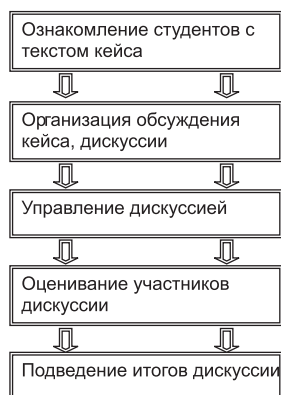 Ознакомление студентов с
текстом кейса
Организация обсуждения
кейса, дискуссии
Управление дискуссией
Оценивание участников
дискуссии
Подведение итогов дискуссии